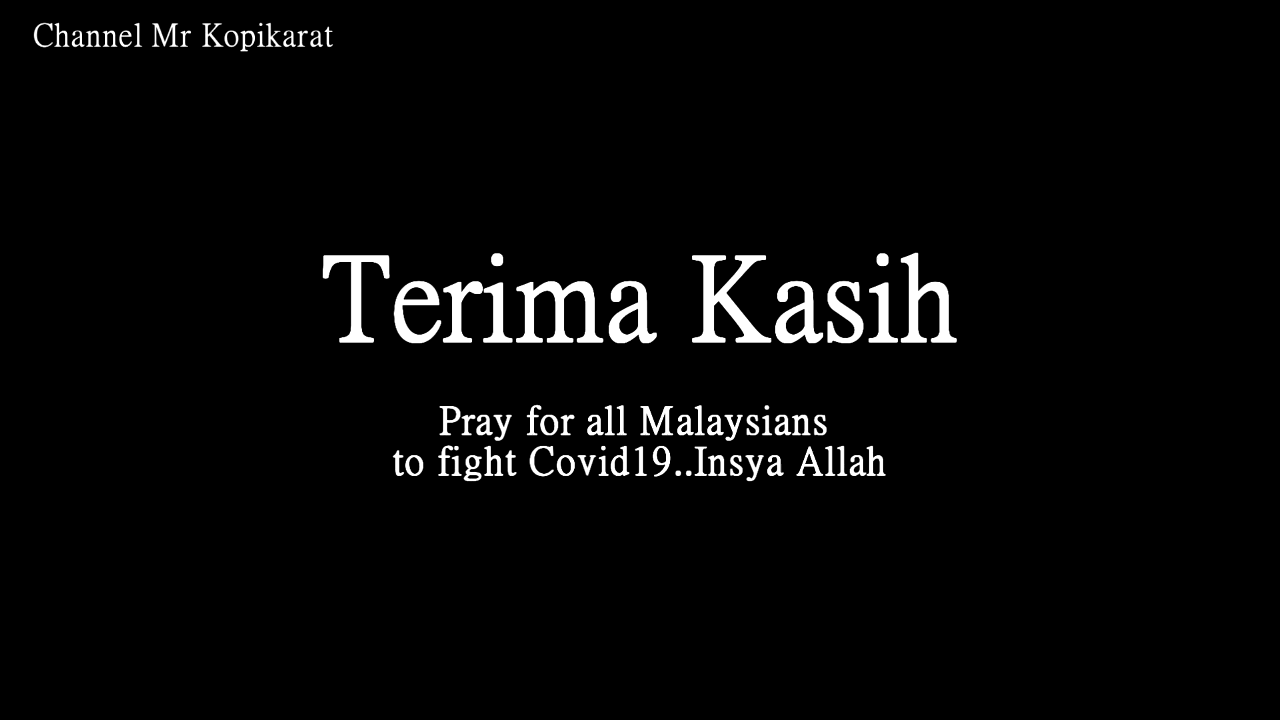 Channel Mr Kopikarat
Terima Kasih
Pray for all Malaysians
to fight Covid19..Insya Allah